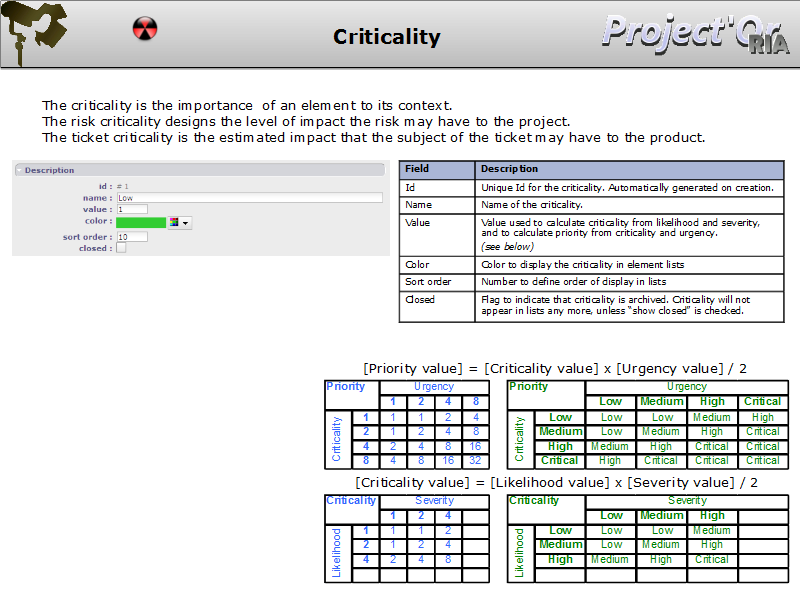 Criticality
Project'Or
RIA
The criticality is the importance of an element to its context.
The risk criticality designs the level of impact the risk may have to the project.
The ticket criticality is the estimated impact that the subject of the ticket may have to the product.
Description
id : # 1
name : Low
value : 1
color :
sort order : 10
closed :
Field Description
Id Unique Id for the criticality. Automatically generated on creation.
Name Name of the criticality.
Value Value used to calculate criticality from likelihood and severity,
and to calculate priority from criticality and urgency.
(see below)
Color Color to display the criticality in element lists
Sort order Number to define order of display in lists
Closed Flag to indicate that criticality is archived. Criticality will not
appear in lists any more, unless "show closed" is checked.
[Priority value] = [Criticality value] x [Urgency value] / 2
Priority Urgency
1 2 4 8
Criticality
1 1 1 2 4
2 1 2 4 8
4 2 4 8 16
8 4 8 16 32
Priority Urgency
Low Medium High Critical
Criticality
Low Low Low Medium High
Medium Low Medium High Critical
High Medium High Critical Critical
Critical High Critical Critical Critical
[Criticality value] = [Likelihood value] x [Severity value] / 2
Criticality Severity
1 2 4
Likelihood
1 1 1 2
2 1 2 4
4 2 4 8
Criticality Severity
Low Medium High
Likelihood
Low Low Low Medium
Medium Low Medium High
High Medium High Critical